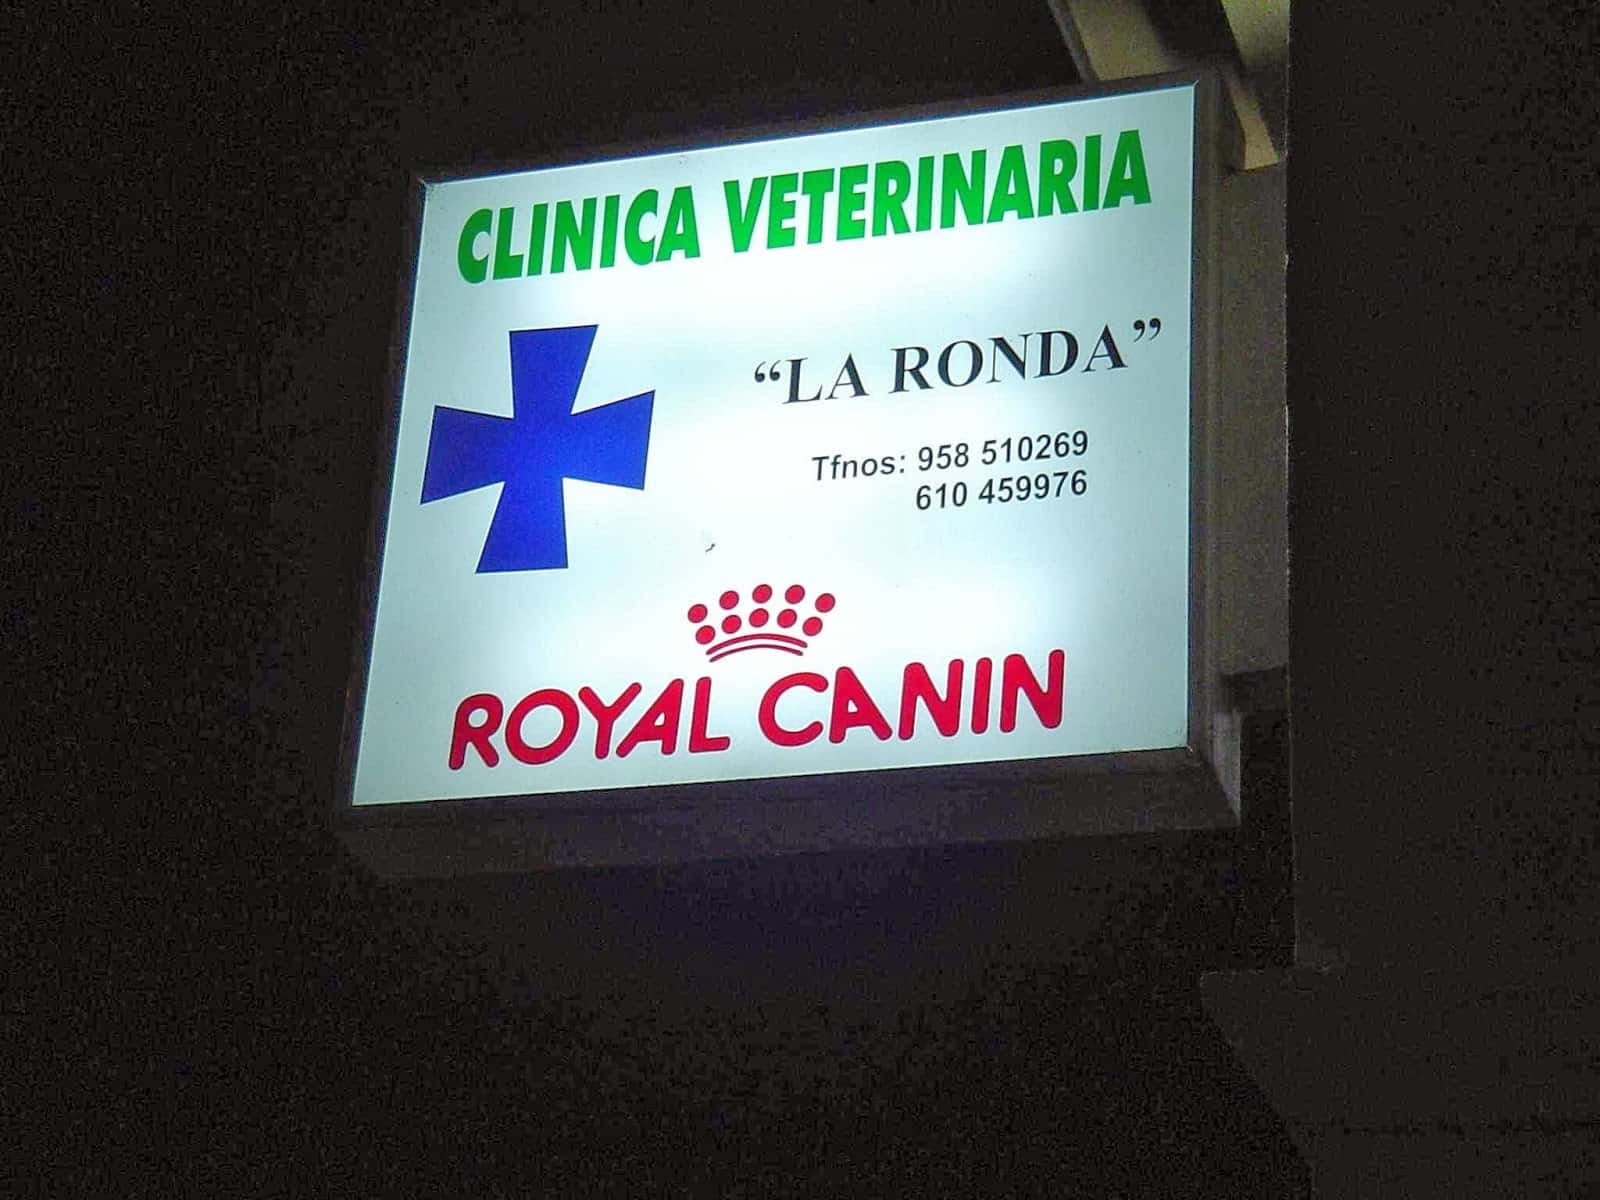 CLINICA VETERINARIA
“LA RONDA”
Tfnos: 958 510269
610 459976
ROYAL CANIN